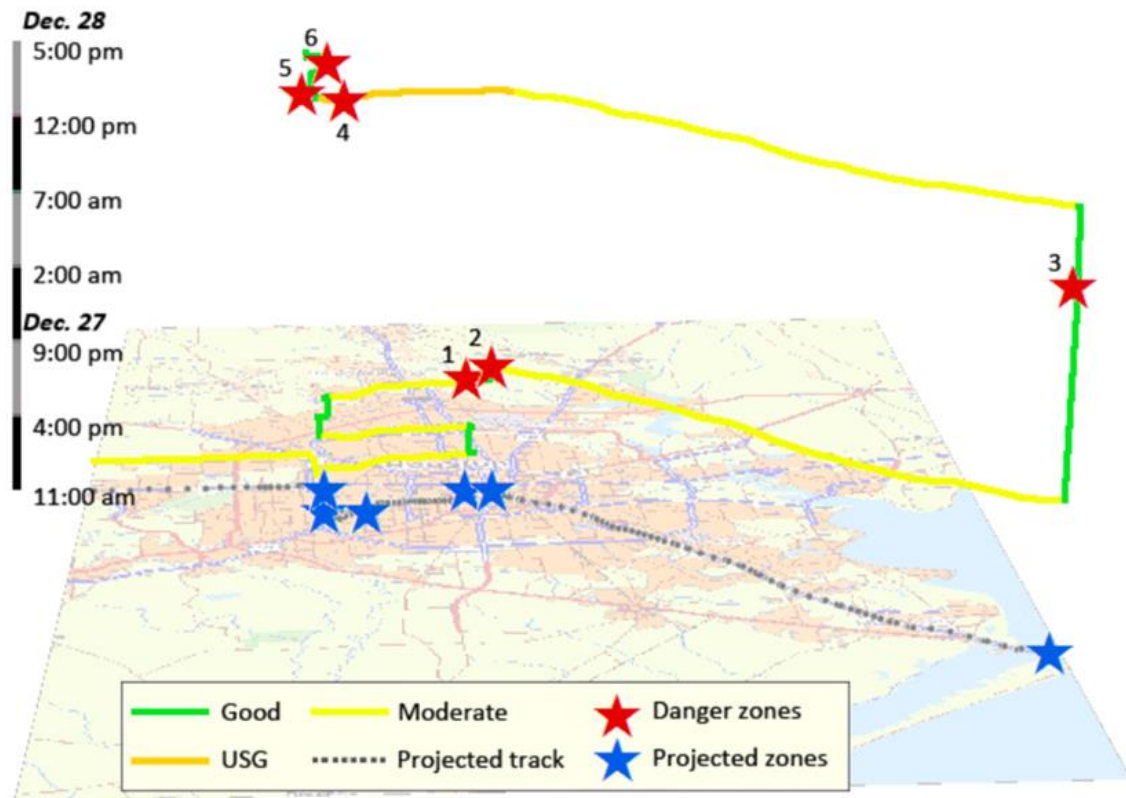 Dec. 28
5:00 pm
12:00 pm
7:00 am
2:00 am
Dec. 27
9:00 pm
4:00 pm
11:00 am
6
5
4
3
2
1
Good
Moderate
Danger zones
USG
Projected track
Projected zones